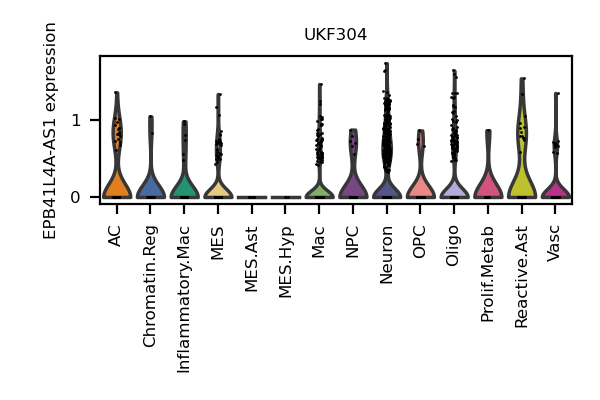 UKF304
EPB41L4A-AS1 expression
1
0
AC
Chromatin.Reg
Inflammatory.Mac
MES
MES.Ast
MES.Hyp
Mac
NPC
Neuron
OPC
Oligo
Prolif.Metab
Reactive.Ast
Vasc